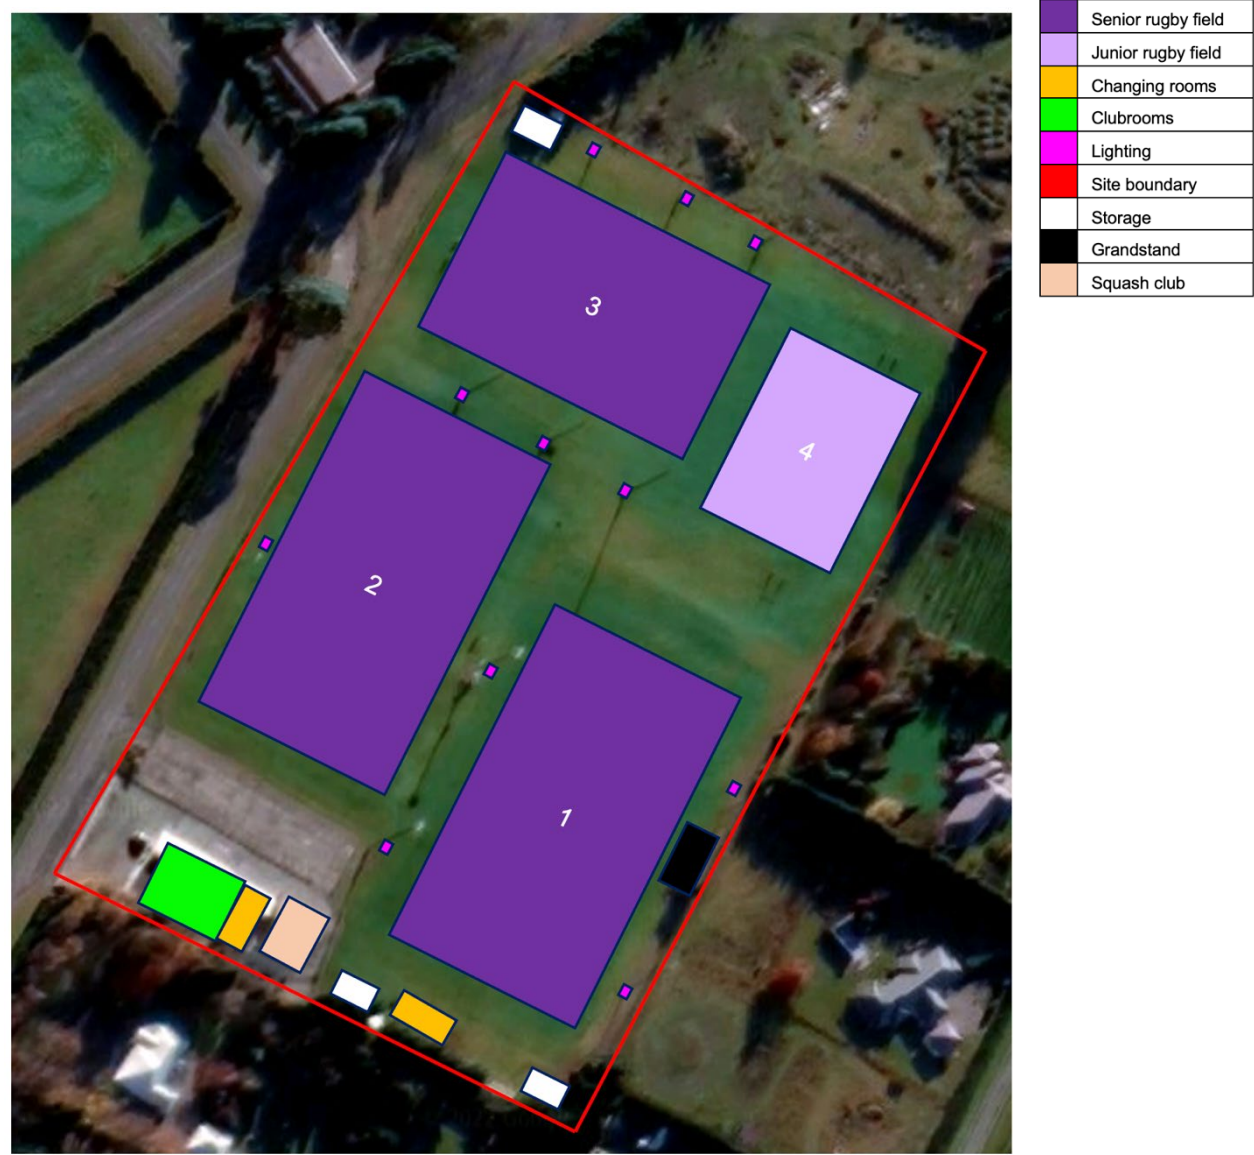 Senior rugby field
Junior rugby field
Changing rooms
Clubrooms
Lighting
Site boundary
Storage
Grandstand
Squash club
3
4
2
1